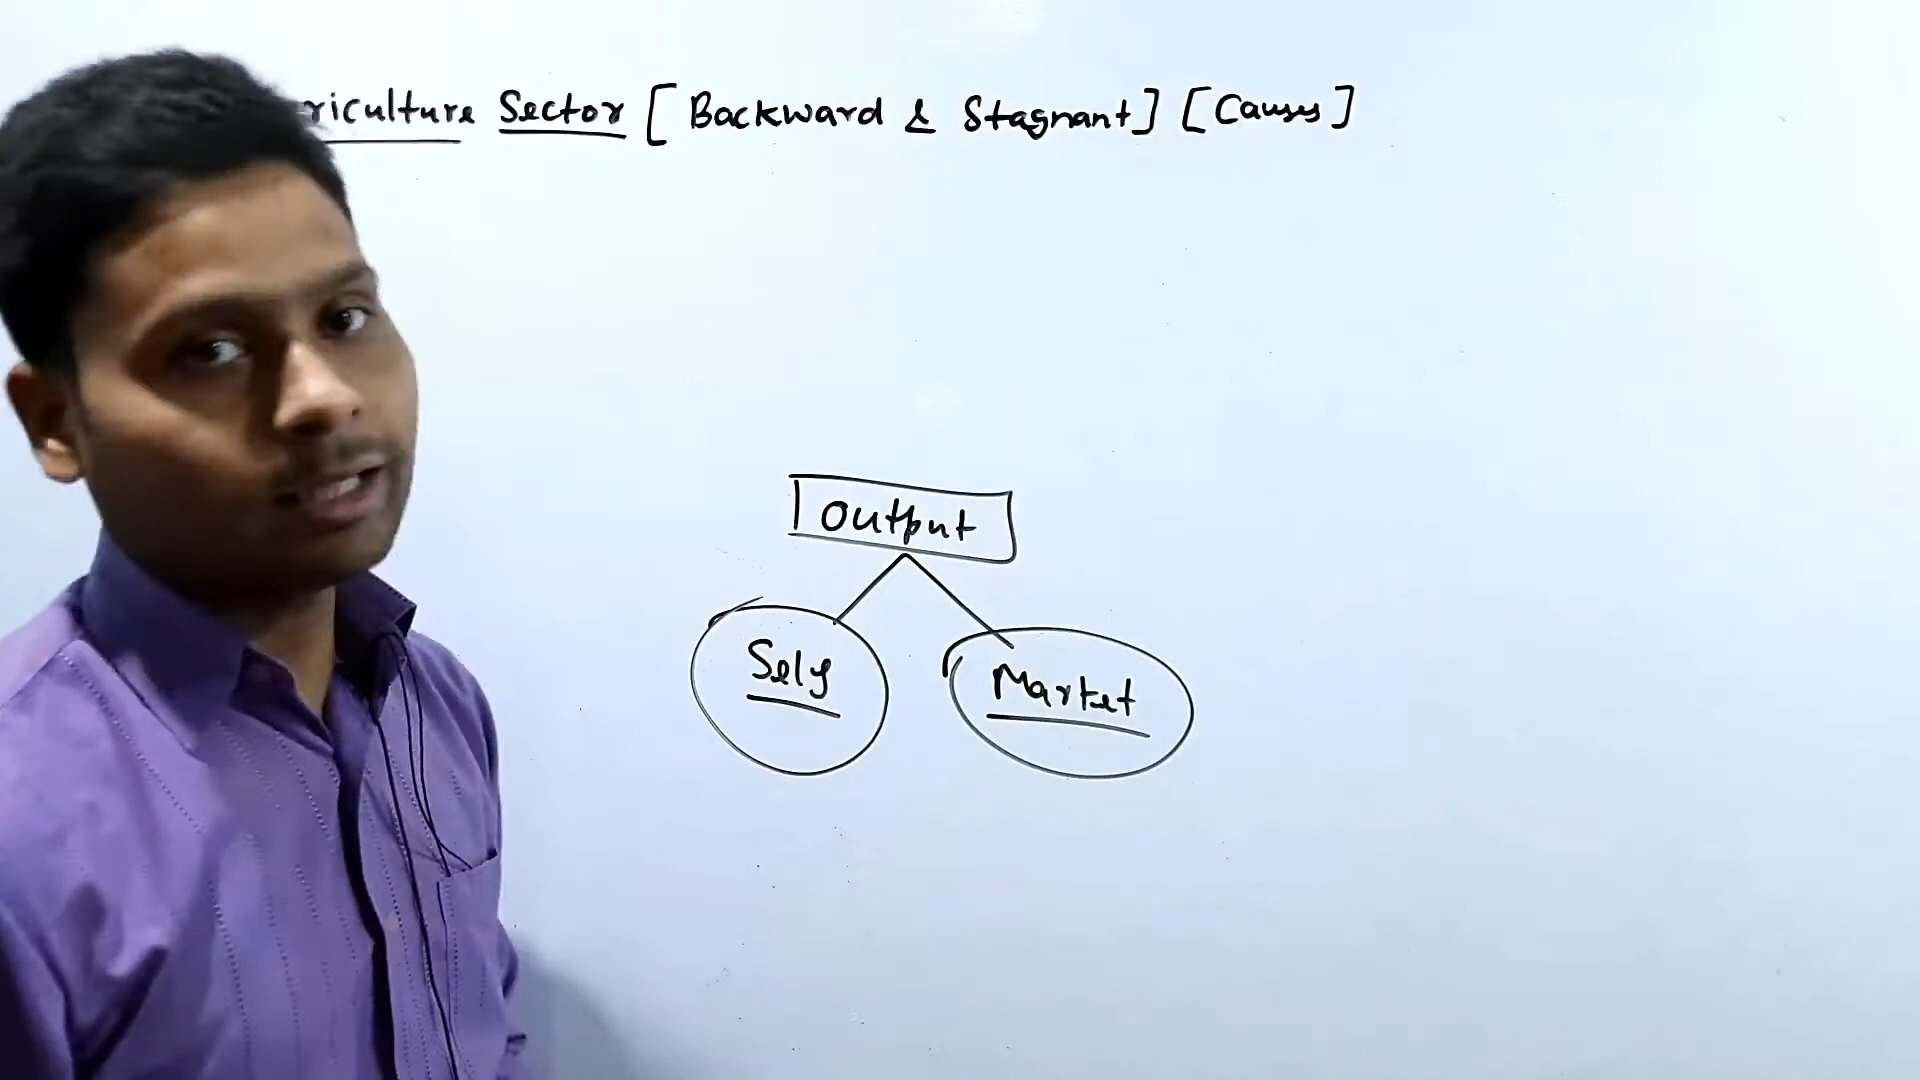 riculture Sector [Backward & Stagnant] [Causes]
Output
Self
Market